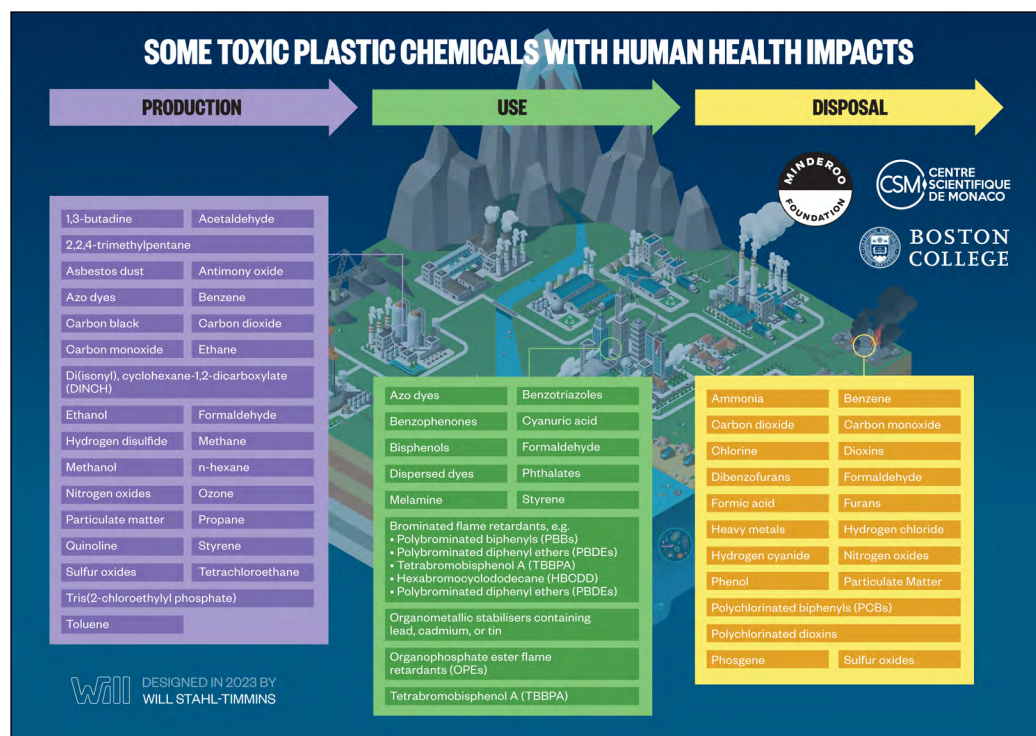 SOME TOXIC PLASTIC CHEMICALS WITH HUMAN HEALTH IMPACTS
PRODUCTION
USE
DISPOSAL
MINDEROO
FOUNDATION
CSM
CENTRE
SCIENTIFIQUE
DE MONACO
BOSTON
COLLEGE
1,3-butadine
Acetaldehyde
2,2,4-trimethylpentane
Asbestos dust
Antimony oxide
Azo dyes
Benzene
Carbon black
Carbon dioxide
Carbon monoxide
Ethane
Di(isonyl), cyclohexane-1,2-dicarboxylate
(DINCH)
Ethanol
Formaldehyde
Hydrogen disulfide
Methane
Methanol
n-hexane
Nitrogen oxides
Ozone
Particulate matter
Propane
Quinoline
Styrene
Sulfur oxides
Tetrachloroethane
Tris(2-chloroethylyl phosphate)
Toluene
Azo dyes
Benzotriazoles
Benzophenones
Cyanuric acid
Bisphenols
Formaldehyde
Dispersed dyes
Phthalates
Melamine
Styrene
Brominated flame retardants, e.g.
• Polybrominated biphenyls (PBBs)
• Polybrominated diphenyl ethers (PBDEs)
• Tetrabromobisphenol A (TBBPA)
• Hexabromocyclododecane (HBCDD)
• Polybrominated diphenyl ethers (PBDEs)
Organometallic stabilisers containing
lead, cadmium, or tin
Organophosphate ester flame
retardants (OPEs)
Tetrabromobisphenol A (TBBPA)
Ammonia
Benzene
Carbon dioxide
Carbon monoxide
Chlorine
Dioxins
Dibenzofurans
Formaldehyde
Formic acid
Furans
Heavy metals
Hydrogen chloride
Hydrogen cyanide
Nitrogen oxides
Phenol
Particulate Matter
Polychlorinated biphenyls (PCBs)
Polychlorinated dioxins
Phosgene
Sulfur oxides
Will
DESIGNED IN 2023 BY
WILL STAHL-TIMMINS